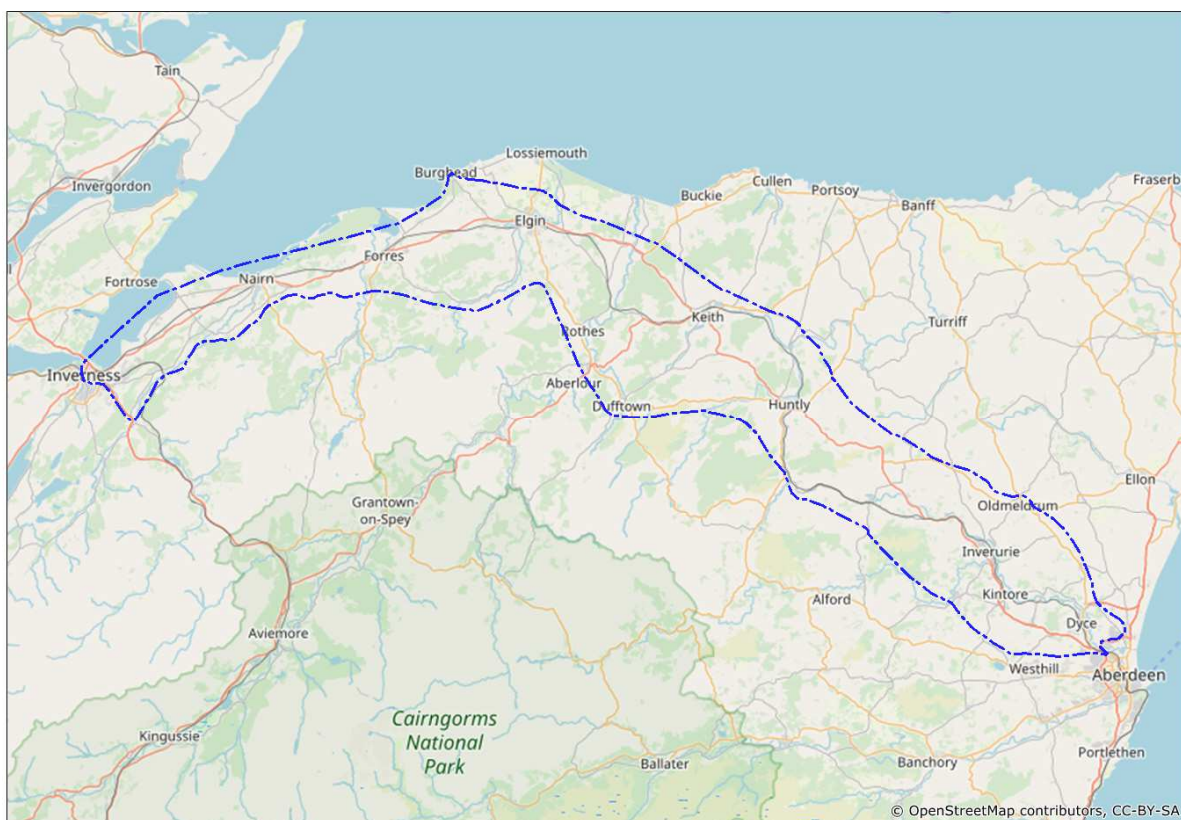 Tain
Invergordon
Fortrose
Inverness
Nairn
Forres
Burghead
Lossiemouth
Elgin
Buckie
Cullen
Portsoy
Banff
Fraserb
Rothes
Keith
Turriff
Aberlour
Dufftown
Huntly
Ellon
Grantown-
on-Spey
Oldmeldrum
Inverurie
Kintore
Alford
Dyce
Aviemore
Westhill
Aberdeen
Cairngorms
National
Park
Kingussie
Ballater
Banchory
Portlethen
© OpenStreetMap contributors, CC-BY-SA